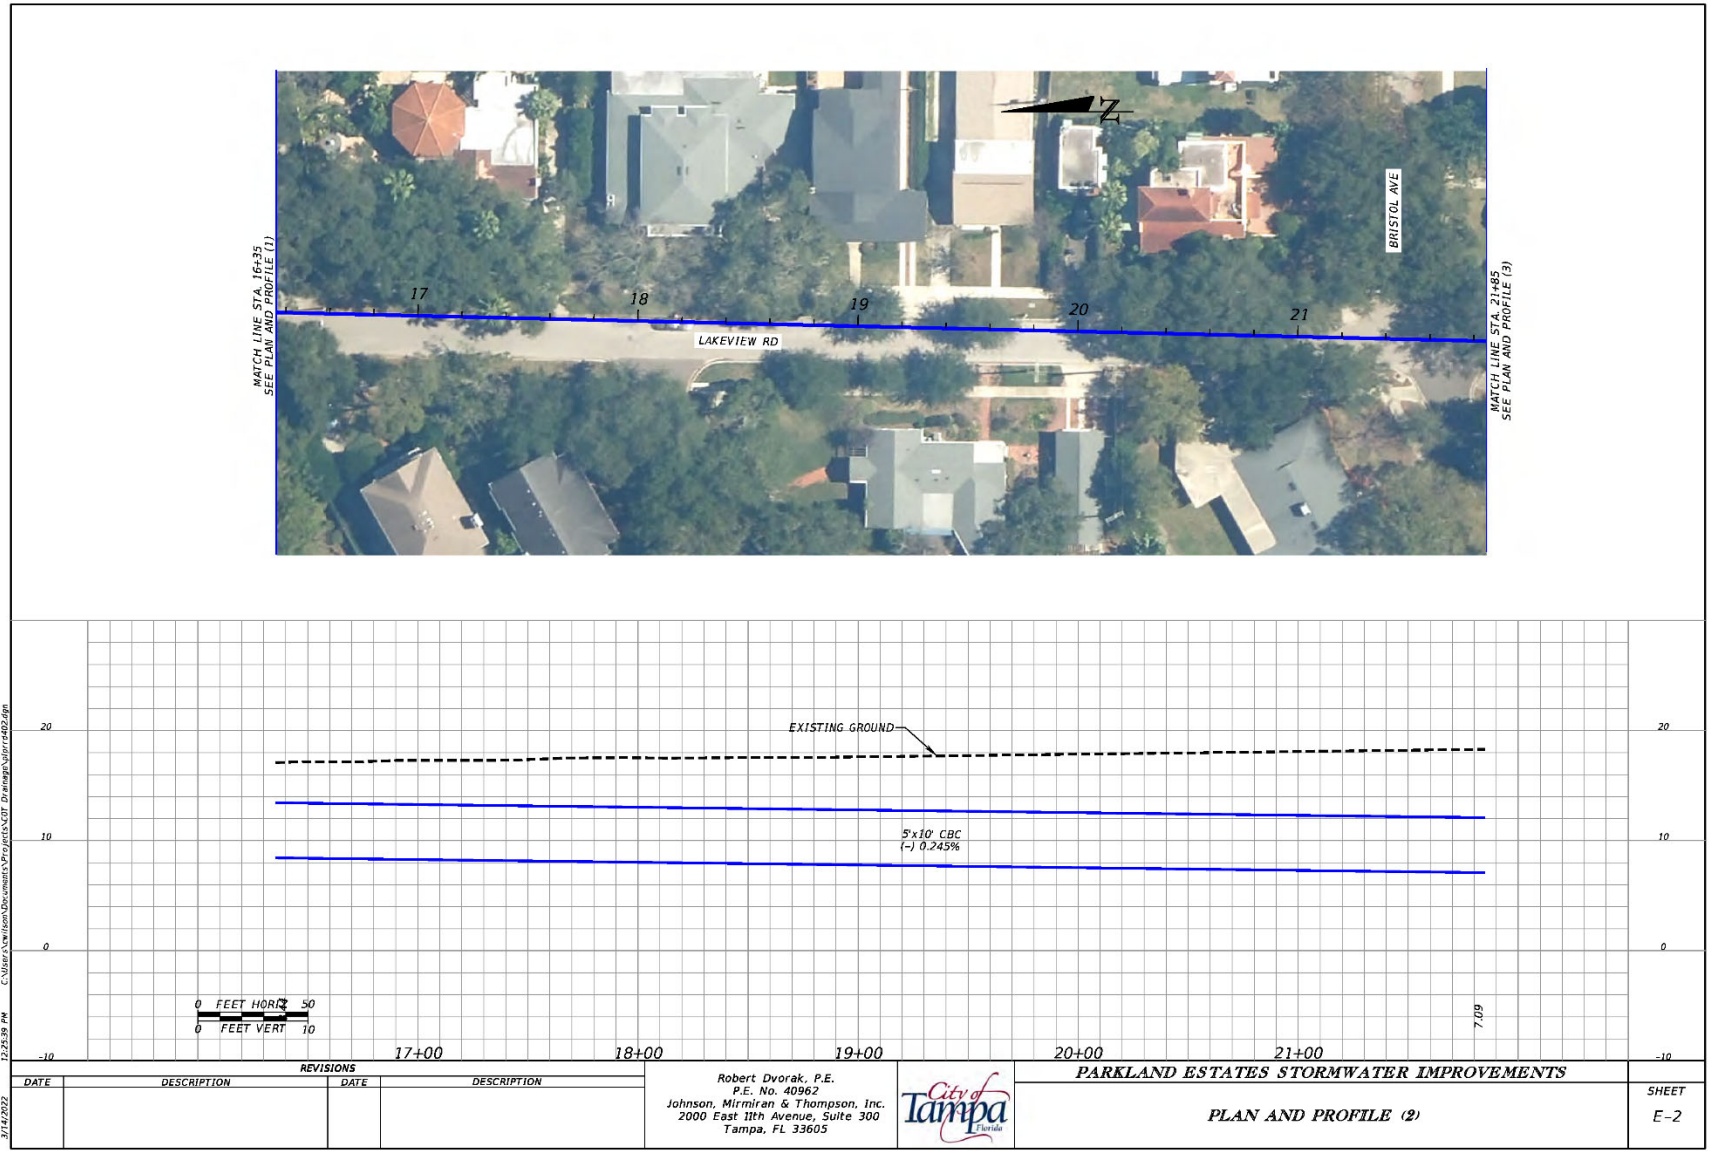 MATCH LINE STA. 16+35
SEE PLAN AND PROFILE (1)
N
17
18
19
20
21
LAKEVIEW RD
BRISTOL AVE
MATCH LINE STA. 21+85
SEE PLAN AND PROFILE (3)
20
20
EXISTING GROUND
10
10
5'x10' CBC
(-) 0.245%
0
0
0 FEET HORIZ 50
0 FEET VERT 10
7.09
-10
-10
17+00
18+00
19+00
20+00
21+00
3/14/2022
12:25:39 PM
REVISIONS
DATE
DESCRIPTION
DATE
DESCRIPTION
Robert Dvorak, P.E.
P.E. No. 40962
Johnson, Mirmiran & Thompson, Inc.
2000 East 11th Avenue, Suite 300
Tampa, FL 33605
City of
Tampa
Florida
PARKLAND ESTATES STORMWATER IMPROVEMENTS
PLAN AND PROFILE (2)
SHEET
E-2